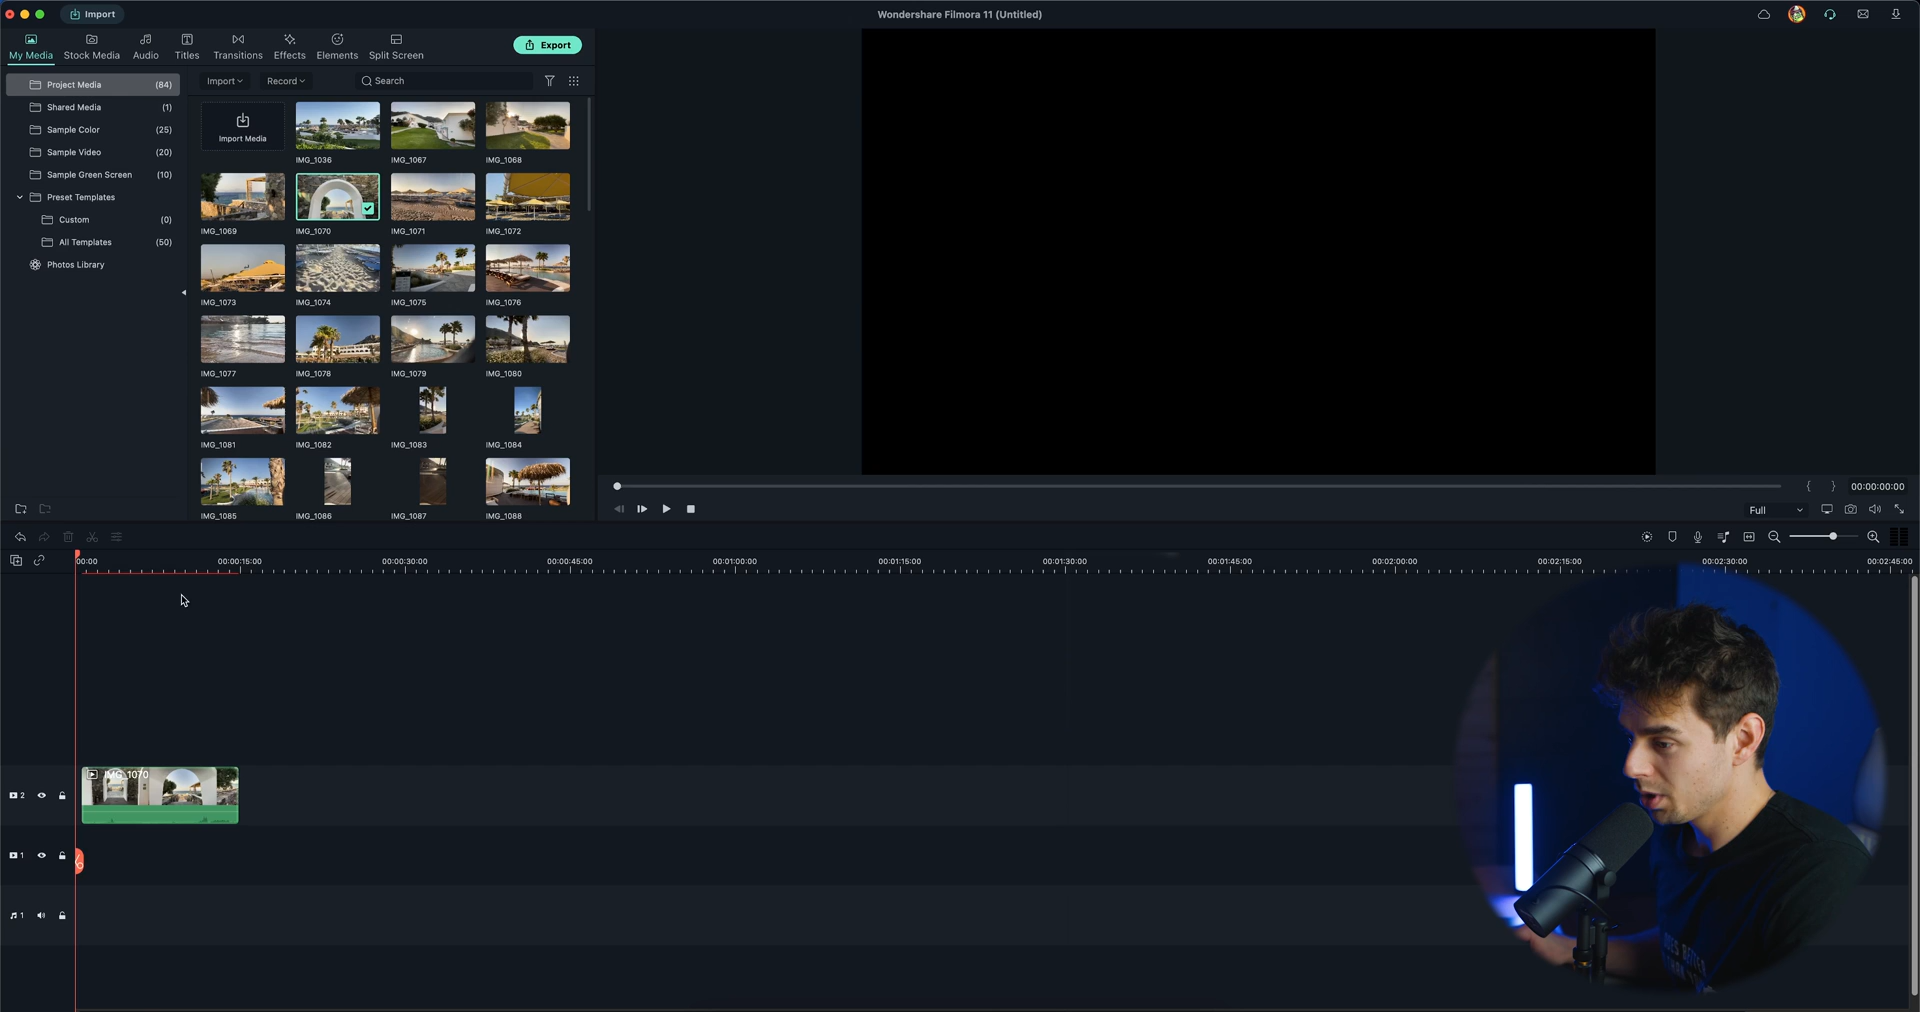 Import
Wondershare Filmora 11 (Untitled)
My Media
Stock Media
Audio
Titles
Transitions
Effects
Elements
Split Screen
Export
Project Media (84)
Shared Media (1)
Sample Color (25)
Sample Video (20)
Sample Green Screen (10)
Preset Templates
Custom (0)
All Templates (50)
Photos Library
Import
Record
Search
Import Media
IMG_1036
IMG_1067
IMG_1068
IMG_1069
IMG_1070
IMG_1071
IMG_1072
IMG_1073
IMG_1074
IMG_1075
IMG_1076
IMG_1077
IMG_1078
IMG_1079
IMG_1080
IMG_1081
IMG_1082
IMG_1083
IMG_1084
IMG_1085
IMG_1086
IMG_1087
IMG_1088
{ } 00:00:00:00
Full
00:00
00:00:15:00
00:00:30:00
00:00:45:00
00:01:00:00
00:01:15:00
00:01:30:00
00:01:45:00
00:02:00:00
00:02:15:00
00:02:30:00
00:02:45:00
IMG_1070
2
1
1